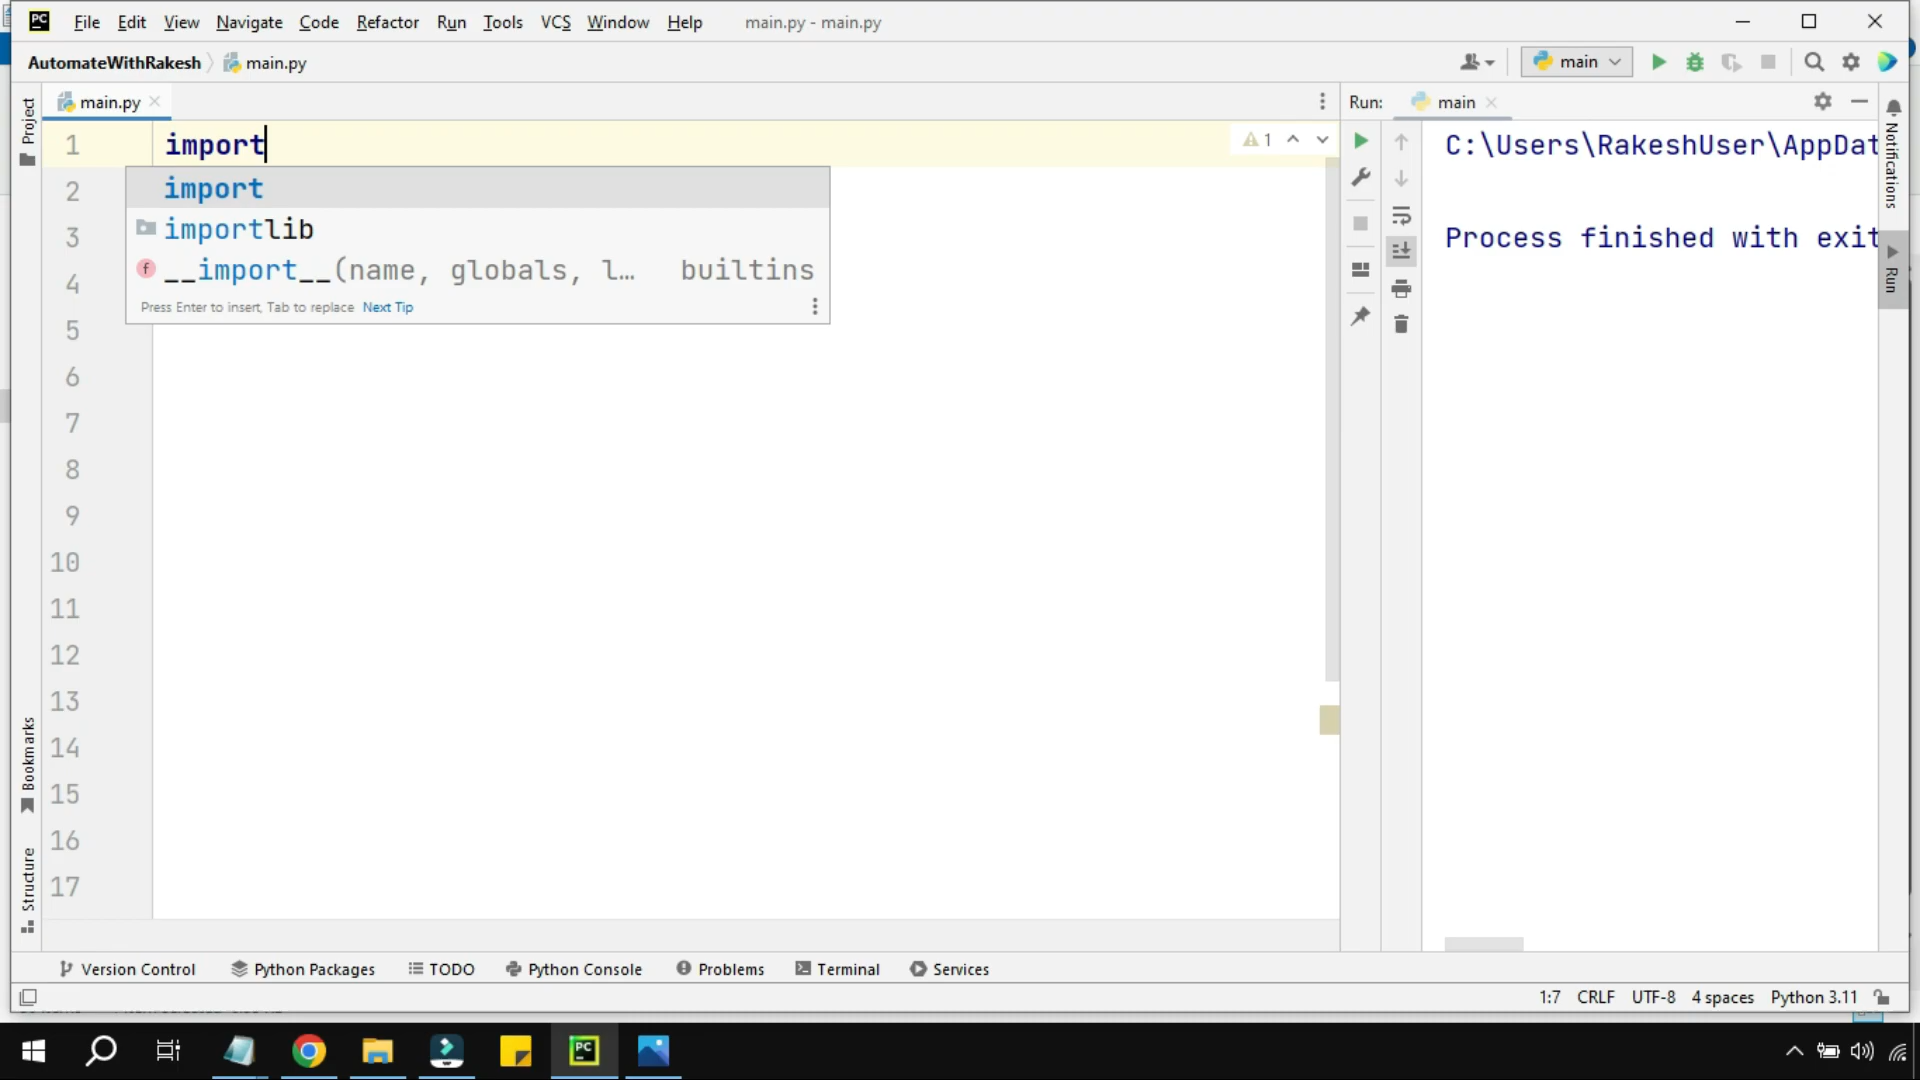 PC File Edit View Navigate Code Refactor Run Tools VCS Window Help main.py - main.py
AutomateWithRakesh main.py main
Project main.py Run: main
1 import 1 C:\Users\RakeshUser\AppDat
Notifications
2 import
3 importlib Process finished with exit
Run
4 f __import__(name, globals, l… builtins
Press Enter to insert, Tab to replace Next Tip
5
6
7
8
9
10
11
12
13
14
Bookmarks
15
16
Structure
17
Version Control Python Packages TODO Python Console Problems Terminal Services
1:7 CRLF UTF-8 4 spaces Python 3.11
PC